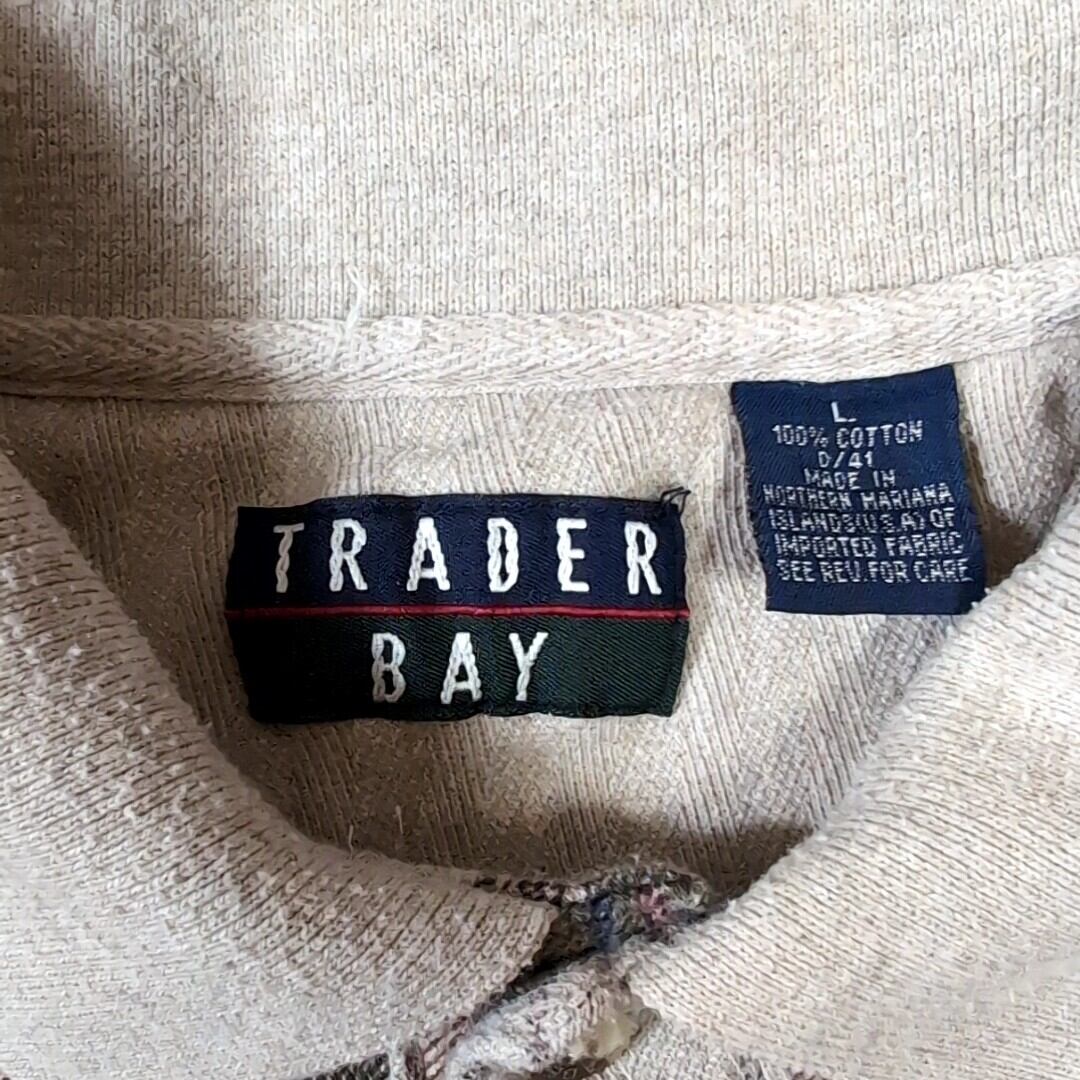 TRADER
BAY
L
100% COTTON
D/41
MADE IN
NORTHERN MARIANA
ISLANDS(U.S.A) OF
IMPORTED FABRIC
SEE REV. FOR CARE